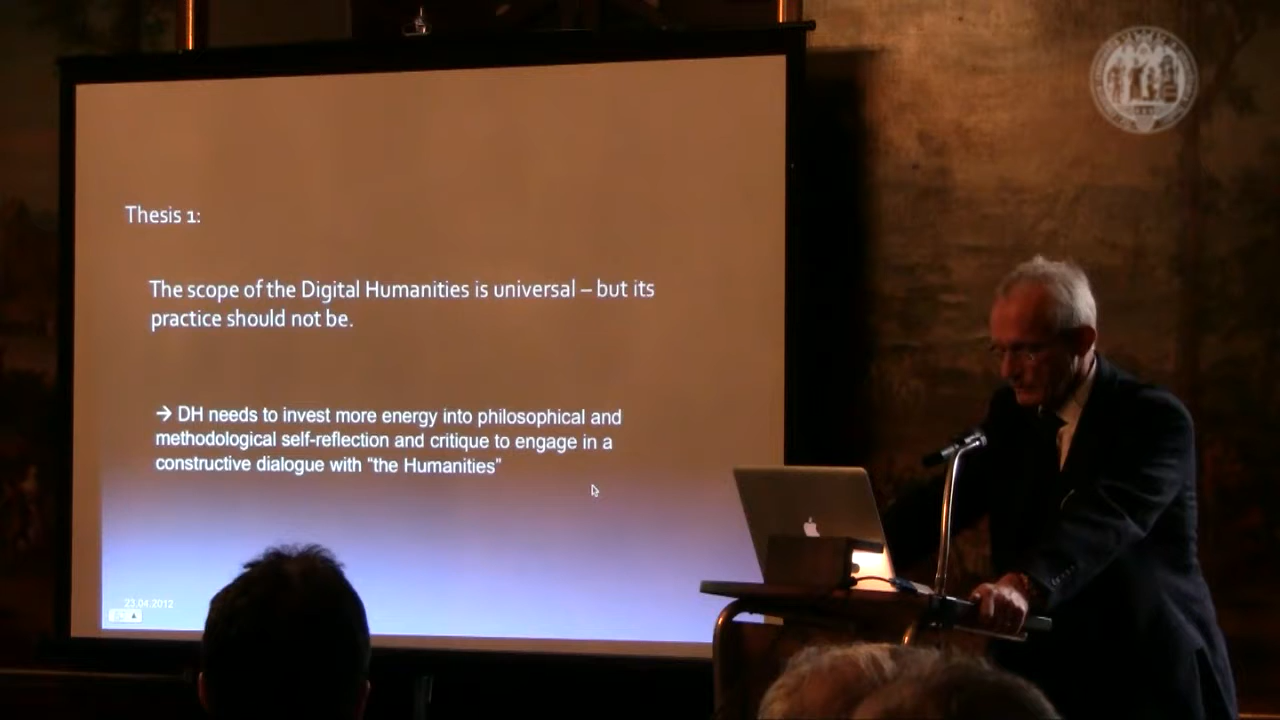 Thesis 1:
The scope of the Digital Humanities is universal – but its
practice should not be.
→ DH needs to invest more energy into philosophical and
methodological self-reflection and critique to engage in a
constructive dialogue with "the Humanities"
23.04.2012